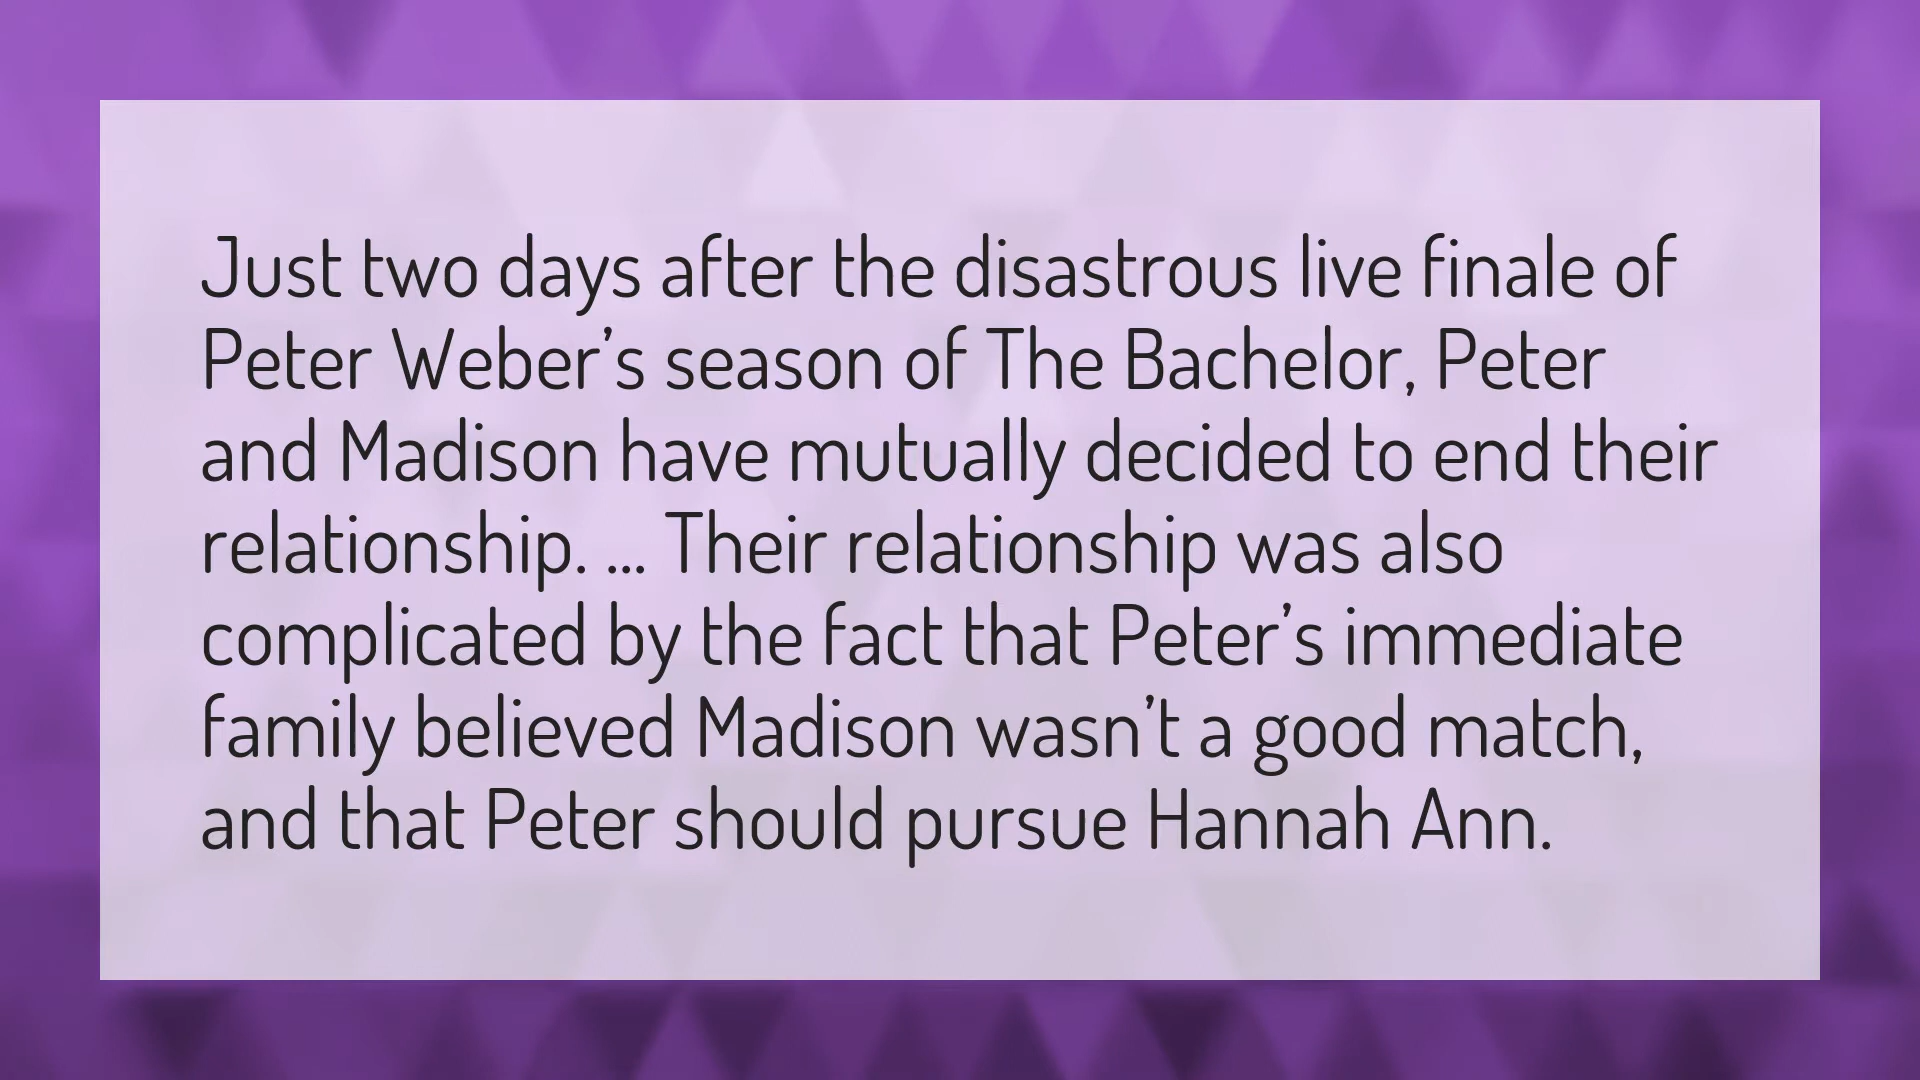 Just two days after the disastrous live finale of
Peter Weber’s season of The Bachelor, Peter
and Madison have mutually decided to end their
relationship. ... Their relationship was also
complicated by the fact that Peter’s immediate
family believed Madison wasn’t a good match,
and that Peter should pursue Hannah Ann.